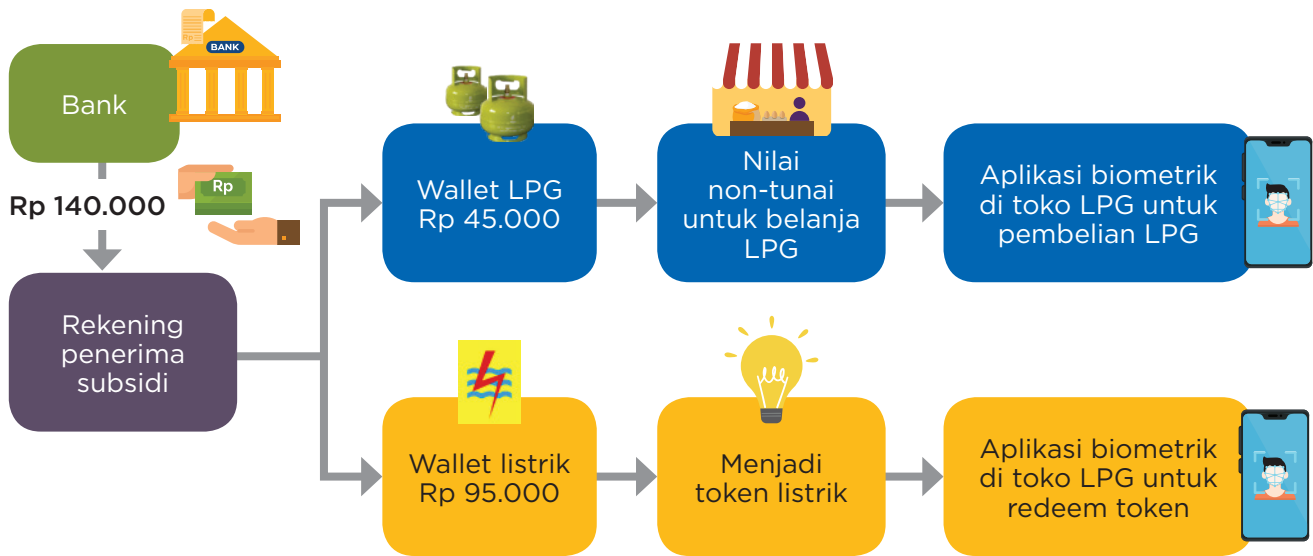 Rp
BANK
Bank
Rp 140.000
Rp
Rekening
penerima
subsidi
Wallet LPG
Rp 45.000
Nilai
non-tunai
untuk belanja
LPG
Aplikasi biometrik
di toko LPG untuk
pembelian LPG
Wallet listrik
Rp 95.000
Menjadi
token listrik
Aplikasi biometrik
di toko LPG untuk
redeem token